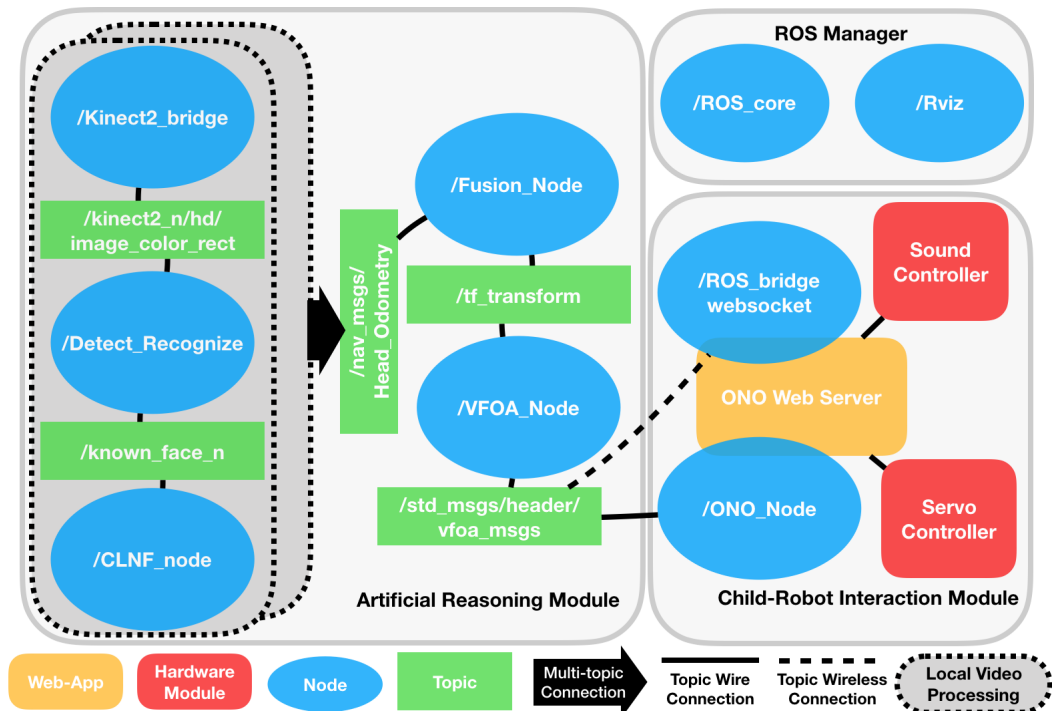 /Kinect2_bridge
/kinect2_n/hd/
image_color_rect
/Detect_Recognize
/known_face_n
/CLNF_node
/nav_msgs/
Head_Odometry
/Fusion_Node
/tf_transform
/VFOA_Node
/std_msgs/header/
vfoa_msgs
Artificial Reasoning Module
ROS Manager
/ROS_core
/Rviz
/ROS_bridge
websocket
Sound
Controller
ONO Web Server
/ONO_Node
Servo
Controller
Child-Robot Interaction Module
Web-App
Hardware
Module
Node
Topic
Multi-topic
Connection
Topic Wire
Connection
Topic Wireless
Connection
Local Video
Processing